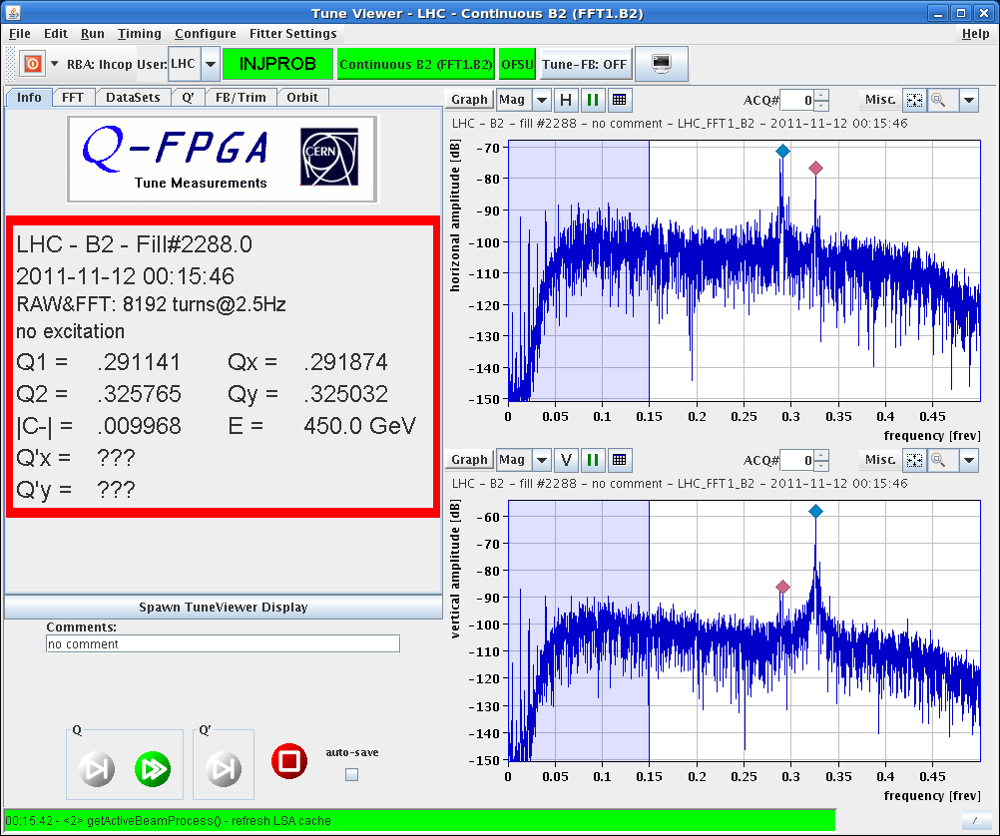 Tune Viewer - LHC - Continuous B2 (FFT1.B2)
File Edit Run Timing Configure Fitter Settings Help
RBA: lhcop User: LHC INJPROB Continuous B2 (FFT1.B2) OFSU Tune-FB: OFF
Info FFT DataSets Q' FB/Trim Orbit
Q-FPGA
Tune Measurements
CERN
LHC - B2 - Fill#2288.0
2011-11-12 00:15:46
RAW&FFT: 8192 turns@2.5Hz
no excitation
Q1 = .291141 Qx = .291874
Q2 = .325765 Qy = .325032
|C-| = .009968 E = 450.0 GeV
Q'x = ???
Q'y = ???
Spawn TuneViewer Display
Comments:
no comment
Q
Q'
auto-save
00:15:42 - <2> getActiveBeamProcess() - refresh LSA cache
Graph Mag H ACQ# 0 Misc.
LHC - B2 - fill #2288 - no comment - LHC_FFT1_B2 - 2011-11-12 00:15:46
horizonal amplitude [dB]
-70
-80
-90
-100
-110
-120
-130
-140
-150
0 0.05 0.1 0.15 0.2 0.25 0.3 0.35 0.4 0.45
frequency [frev]
Graph Mag V ACQ# 0 Misc.
LHC - B2 - fill #2288 - no comment - LHC_FFT1_B2 - 2011-11-12 00:15:46
vertical amplitude [dB]
-60
-70
-80
-90
-100
-110
-120
-130
-140
-150
0 0.05 0.1 0.15 0.2 0.25 0.3 0.35 0.4 0.45
frequency [frev]